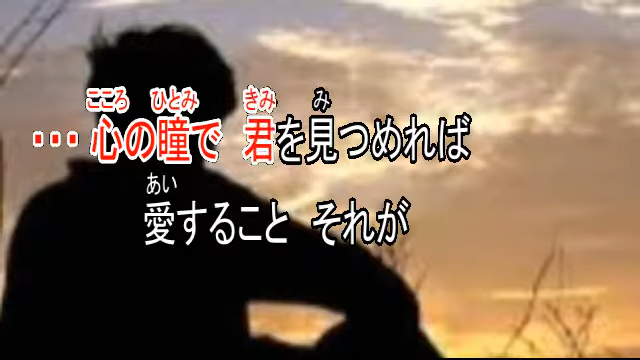 こころ ひとみ きみ み
・・・心の瞳で 君を見つめれば
あい
愛すること それが